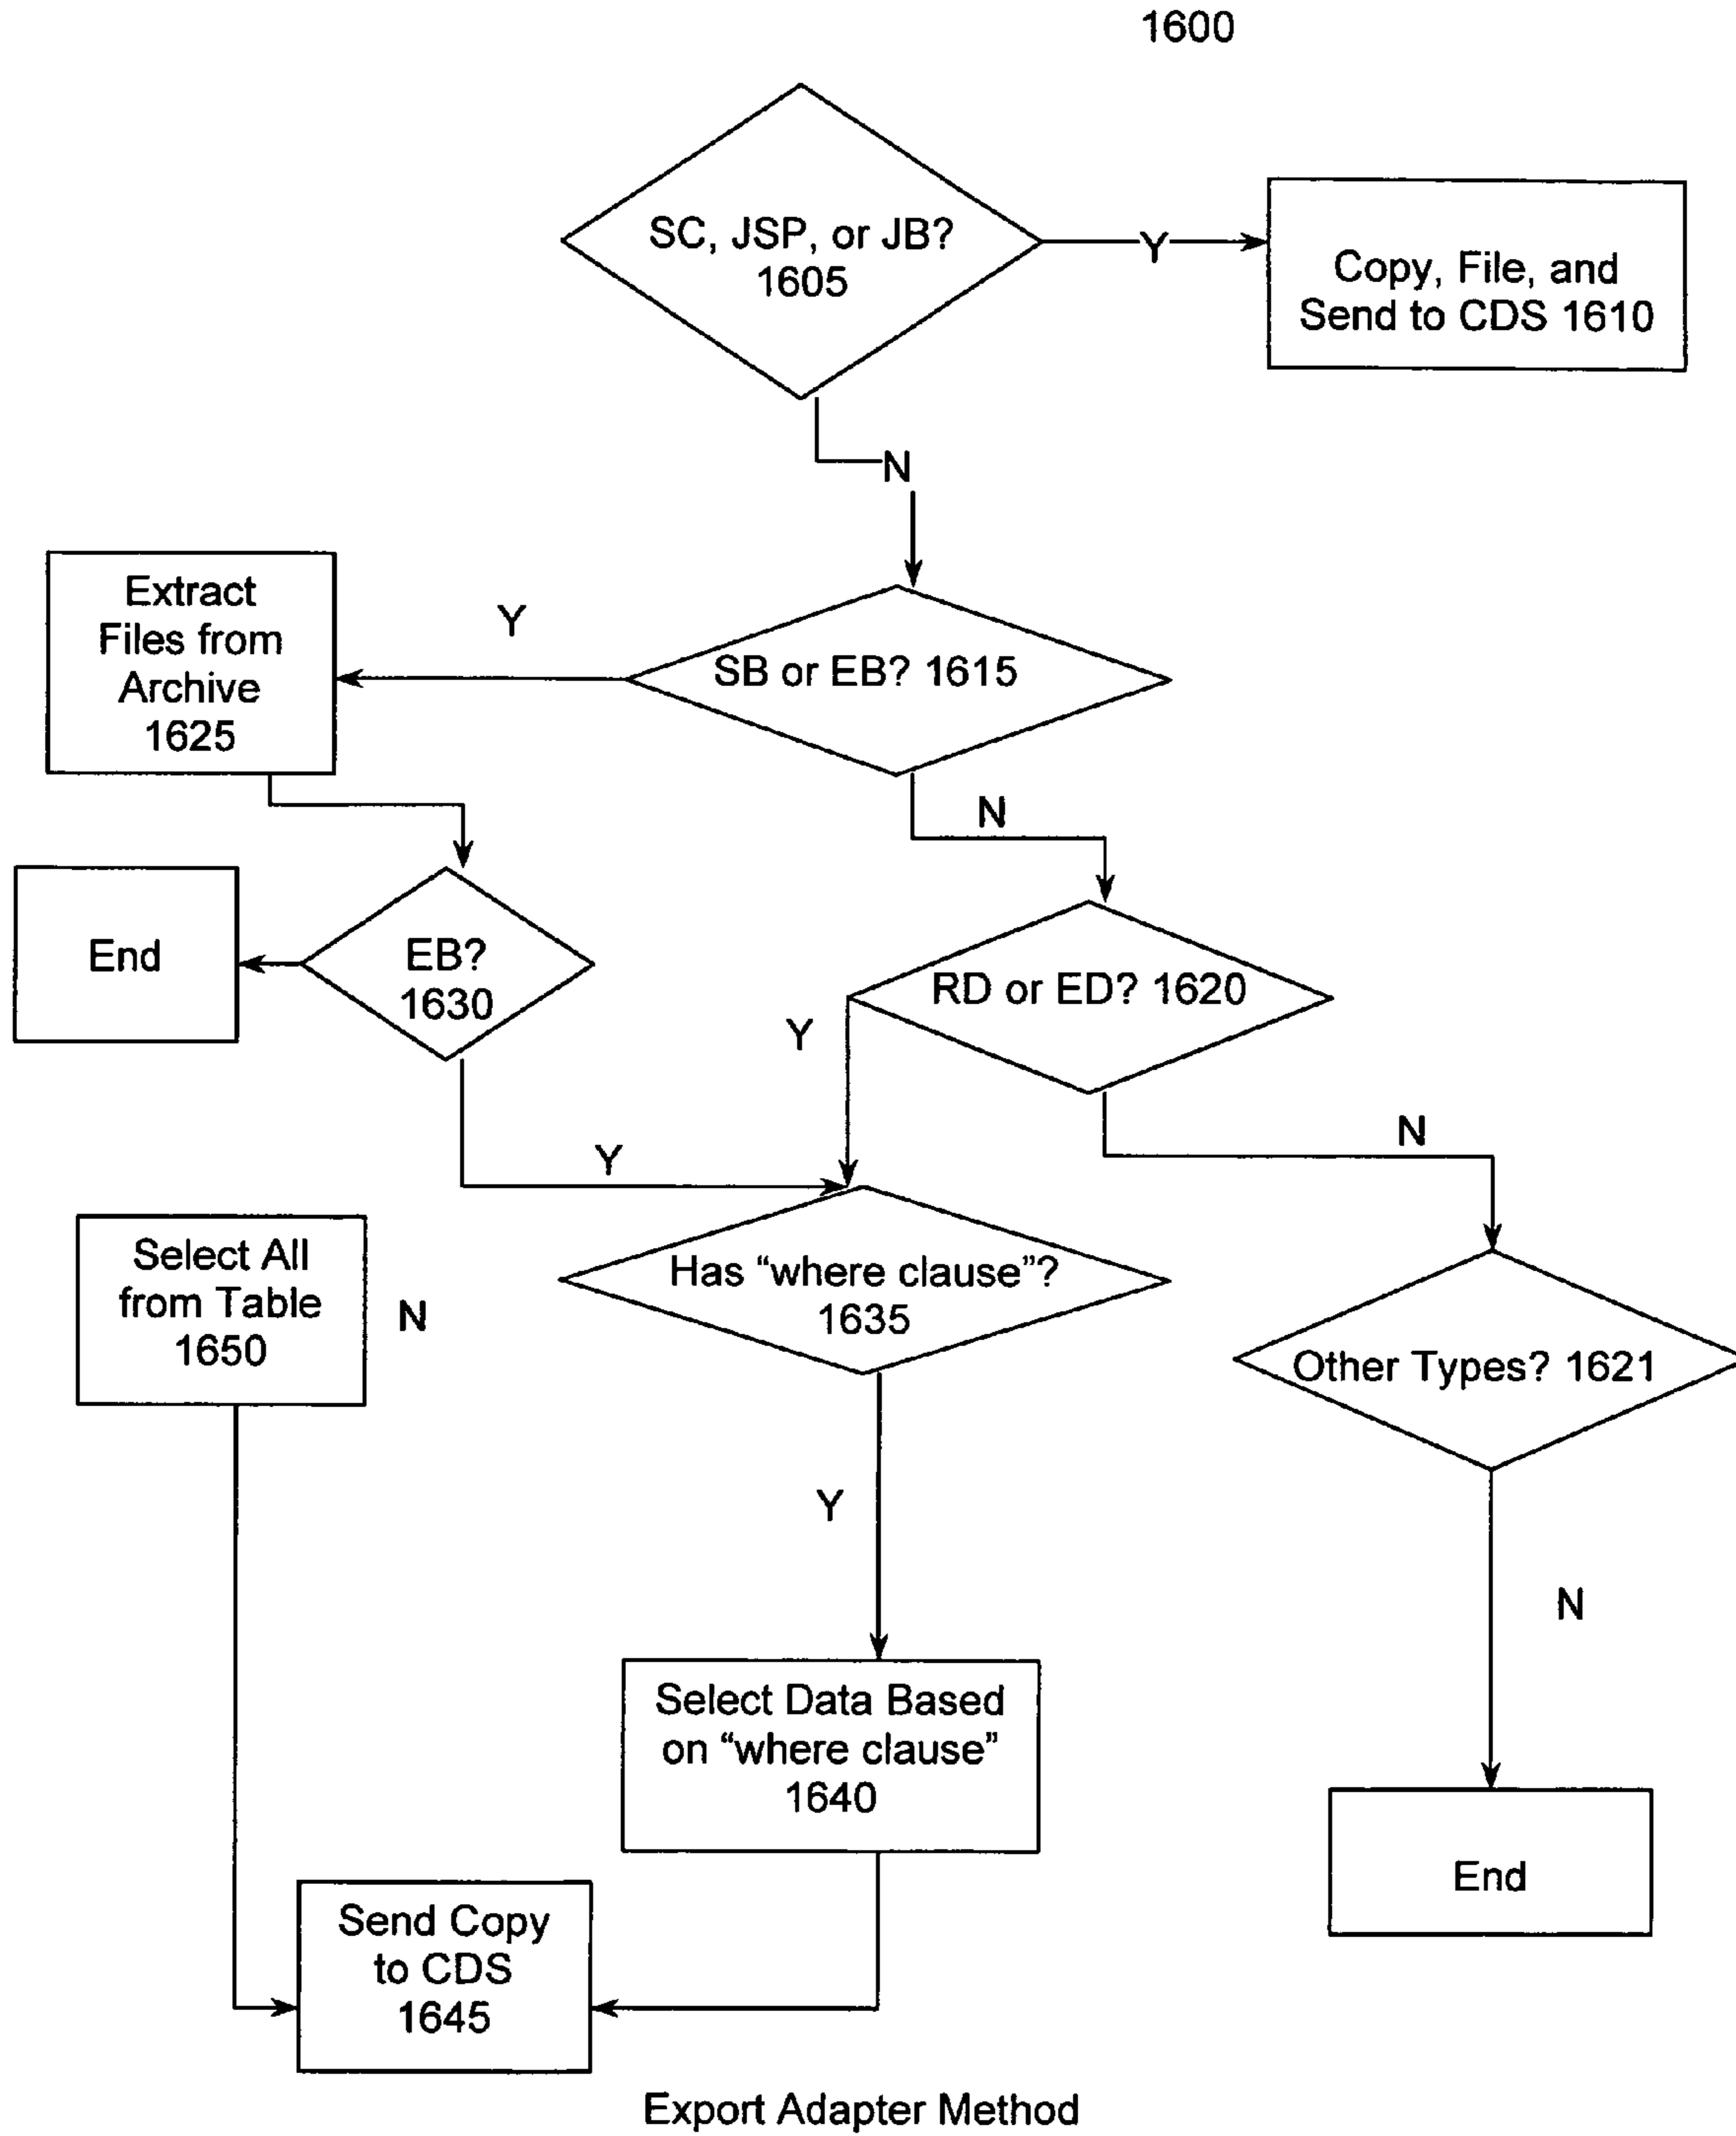 1600
SC, JSP, or JB?
1605
Y
Copy, File, and
Send to CDS 1610
N
Extract
Files from
Archive
1625
Y
SB or EB? 1615
N
End
EB?
1630
RD or ED? 1620
Y
N
Y
Select All
from Table
1650
N
Has “where clause”?
1635
Other Types? 1621
Y
N
Select Data Based
on “where clause”
1640
End
Send Copy
to CDS
1645
Export Adapter Method